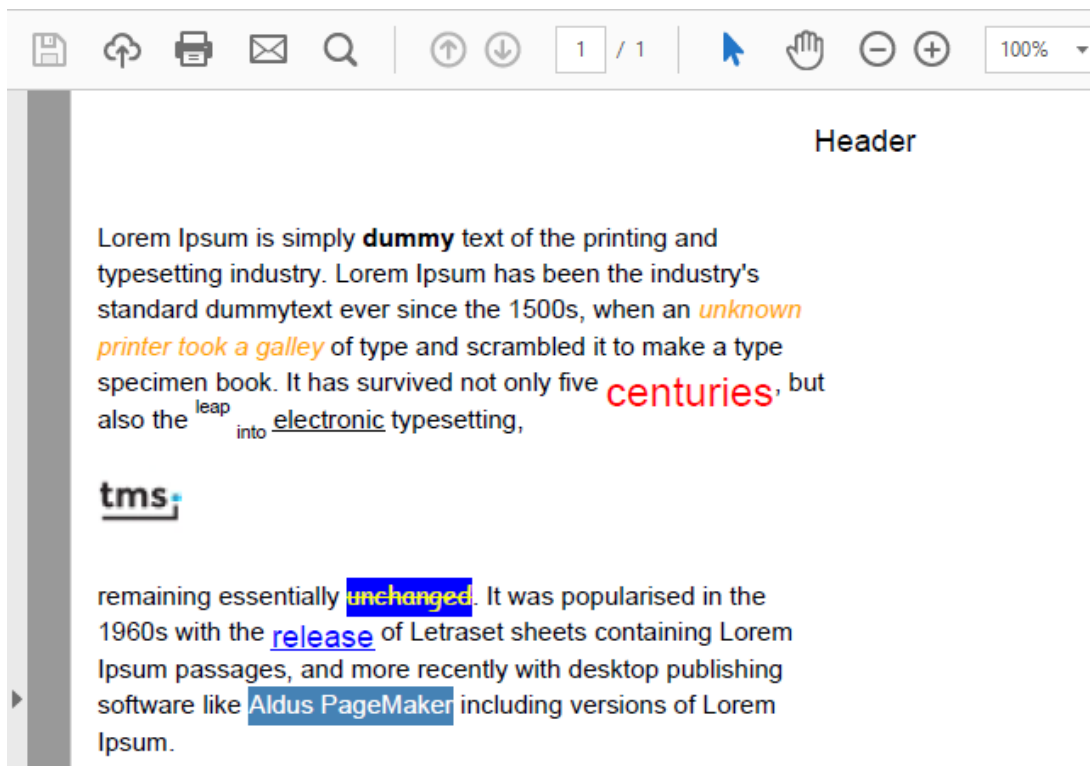 1 / 1 100%
Header
Lorem Ipsum is simply dummy text of the printing and
typesetting industry. Lorem Ipsum has been the industry's
standard dummytext ever since the 1500s, when an unknown
printer took a galley of type and scrambled it to make a type
specimen book. It has survived not only five centuries, but
also the leap into electronic typesetting,
tms
remaining essentially unchanged. It was popularised in the
1960s with the release of Letraset sheets containing Lorem
Ipsum passages, and more recently with desktop publishing
software like Aldus PageMaker including versions of Lorem
Ipsum.